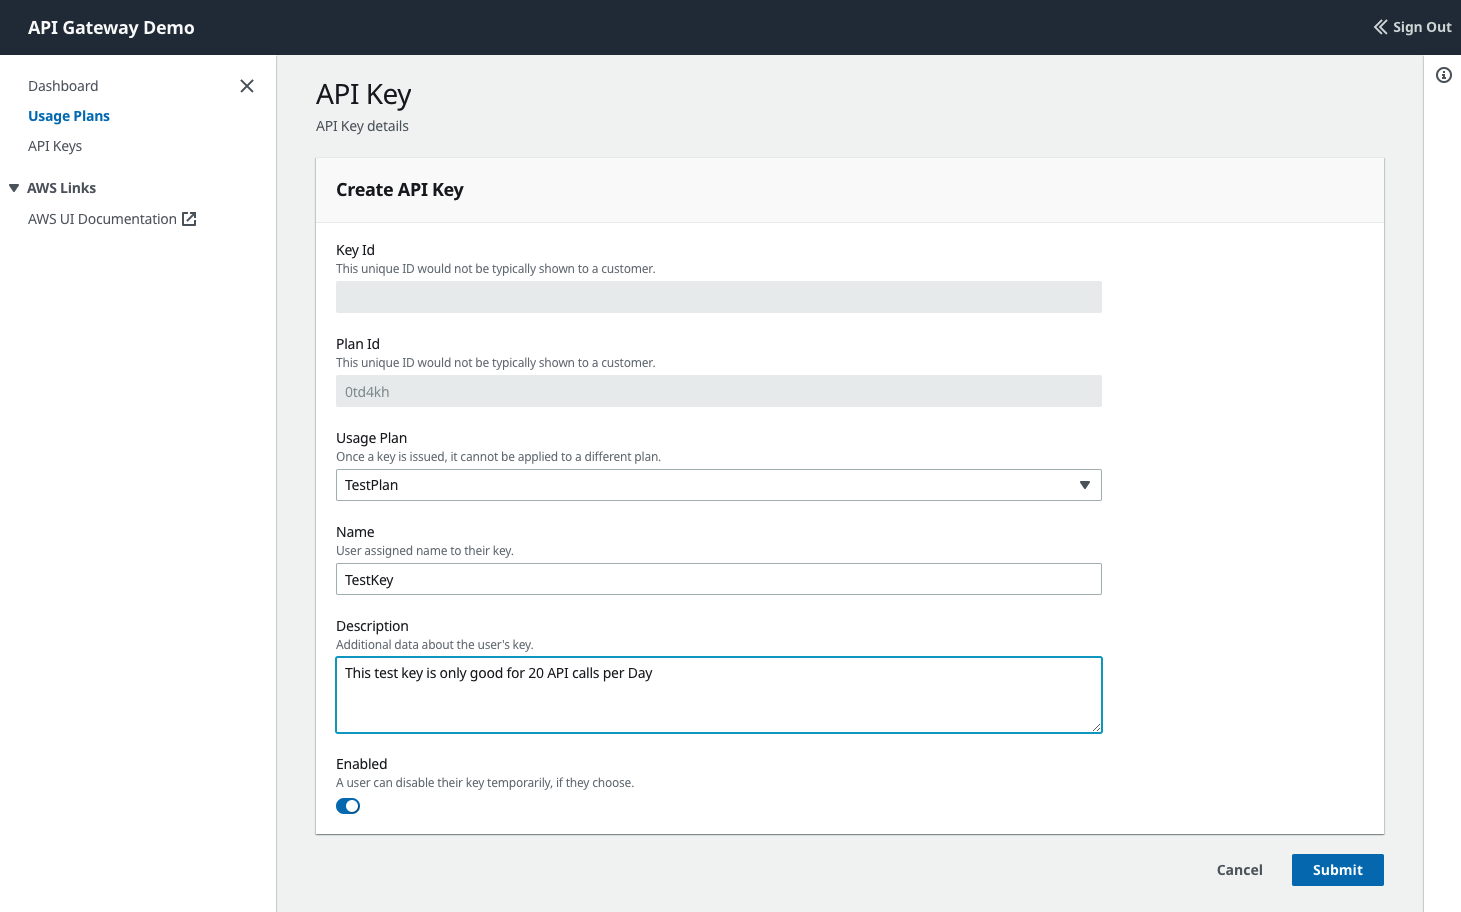 API Gateway Demo
Sign Out
Dashboard
Usage Plans
API Keys
AWS Links
AWS UI Documentation
API Key
API Key details
Create API Key
Key Id
This unique ID would not be typically shown to a customer.
Plan Id
This unique ID would not be typically shown to a customer.
0td4kh
Usage Plan
Once a key is issued, it cannot be applied to a different plan.
TestPlan
Name
User assigned name to their key.
TestKey
Description
Additional data about the user's key.
This test key is only good for 20 API calls per Day
Enabled
A user can disable their key temporarily, if they choose.
Cancel
Submit